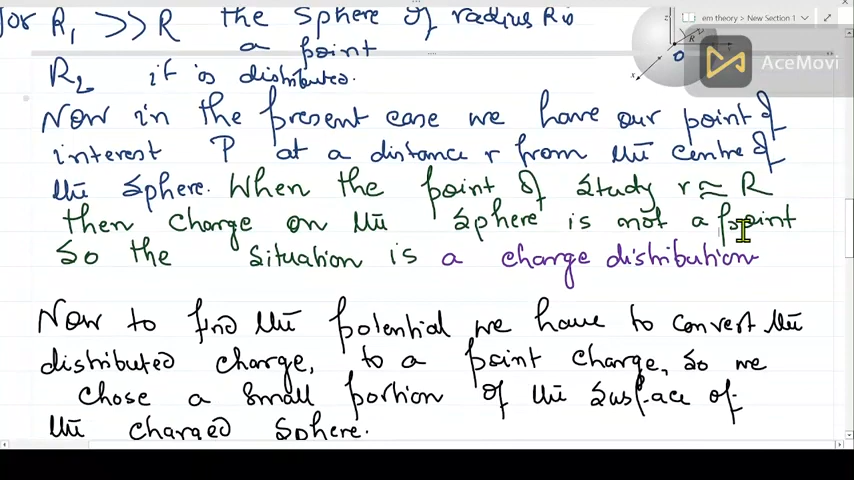 for R1 >> R the sphere of radius R is
a point
R2 it is distributed.
em theory > New Section 1
AceMovi
Now in the present case we have our point of
interest P at a distance r from the centre of
the sphere. When the point of study r ≈ R
then charge on the sphere is not a point
So the situation is a charge distribution
Now to find the potential we have to convert the
distributed charge, to a point charge, so we
chose a small portion of the surface of
the charged sphere.